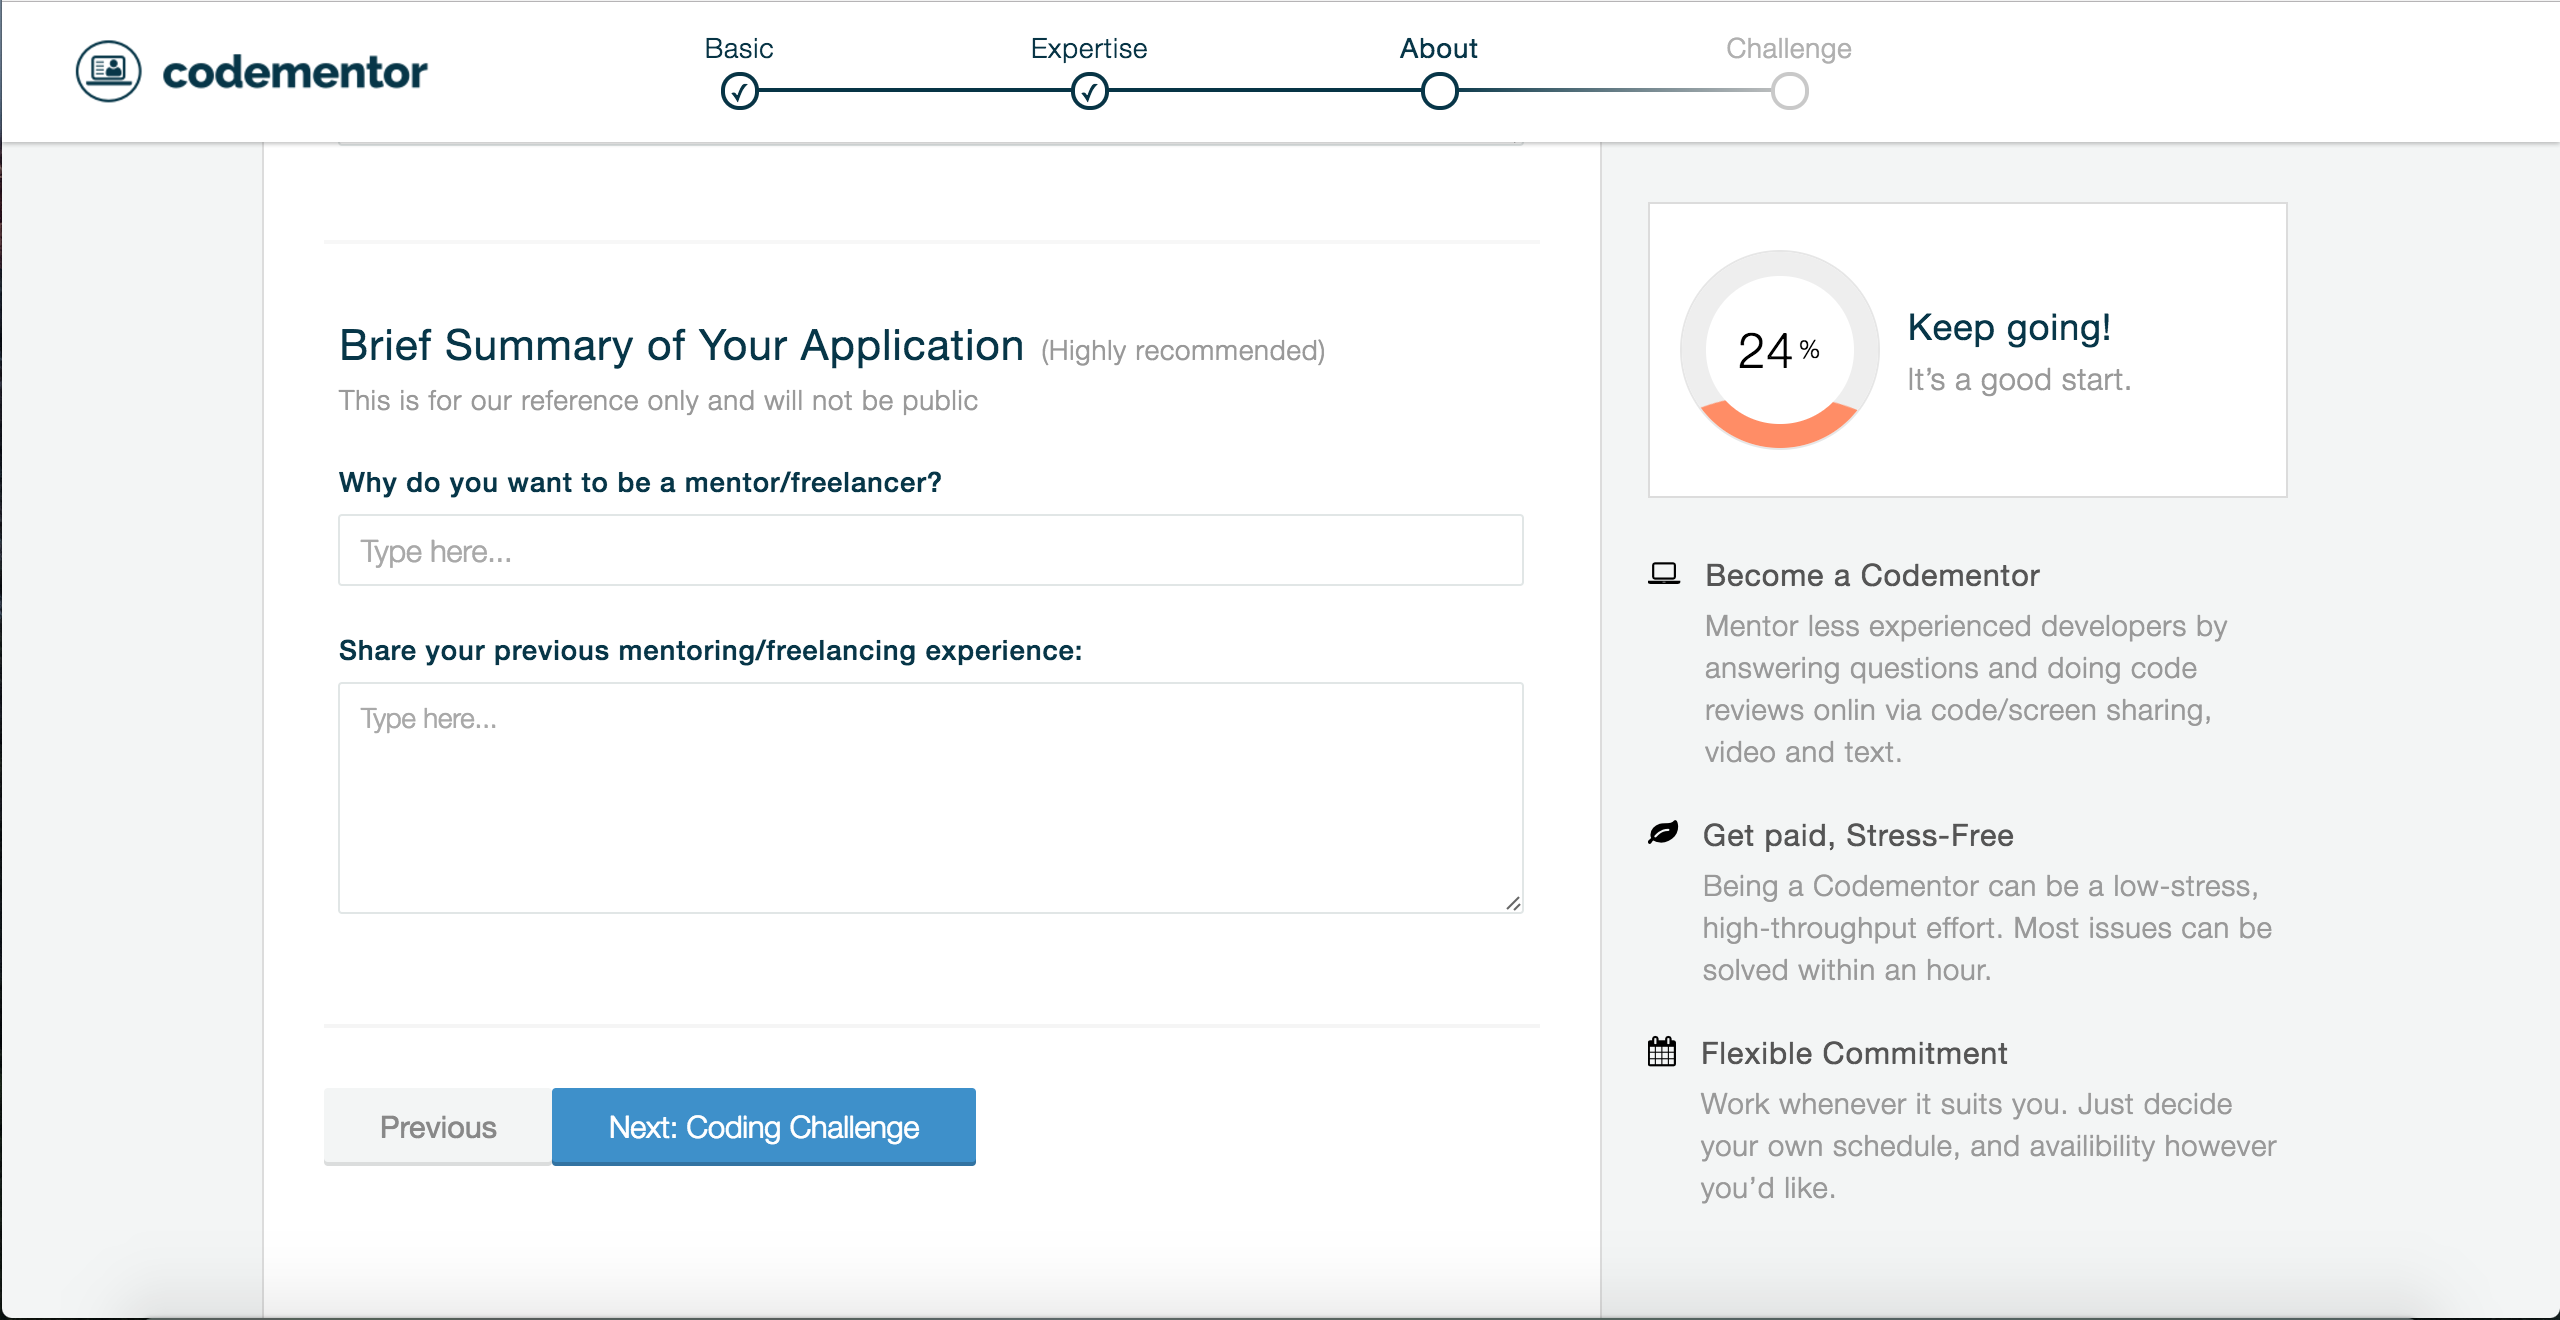 codementor
Basic
Expertise
About
Challenge
Brief Summary of Your Application (Highly recommended)
This is for our reference only and will not be public
Why do you want to be a mentor/freelancer?
Type here...
Share your previous mentoring/freelancing experience:
Type here...
Previous
Next: Coding Challenge
24%
Keep going!
It's a good start.
Become a Codementor
Mentor less experienced developers by
answering questions and doing code
reviews onlin via code/screen sharing,
video and text.
Get paid, Stress-Free
Being a Codementor can be a low-stress,
high-throughput effort. Most issues can be
solved within an hour.
Flexible Commitment
Work whenever it suits you. Just decide
your own schedule, and availibility however
you'd like.